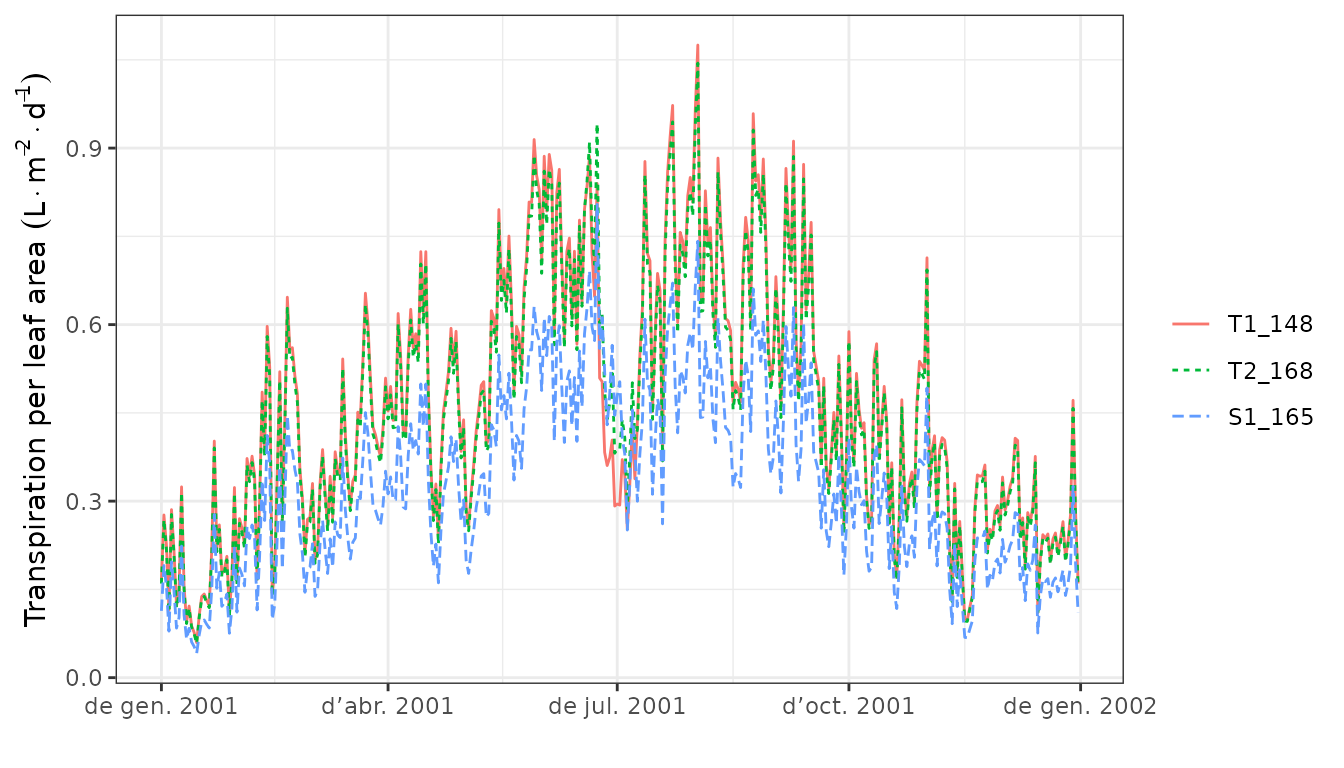 Transpiration per leaf area (L · m⁻² · d⁻¹)
0.9
0.6
0.3
0.0
de gen. 2001 d’abr. 2001 de jul. 2001 d’oct. 2001 de gen. 2002
T1_148
T2_168
S1_165